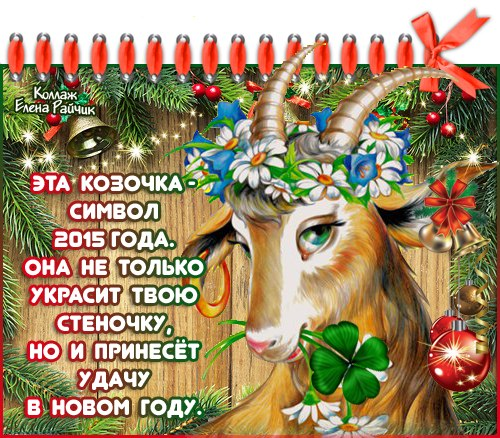 Коллаж
Елена Райчик
ЭТА КОЗОЧКА -
СИМВОЛ
2015 ГОДА.
ОНА НЕ ТОЛЬКО
УКРАСИТ ТВОЮ
СТЕНОЧКУ,
НО И ПРИНЕСЁТ
УДАЧУ
В НОВОМ ГОДУ.